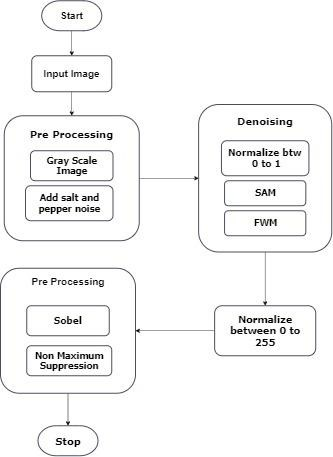 Start
Input Image
Pre Processing
Gray Scale
Image
Add salt and
pepper noise
Denoising
Normalize btw
0 to 1
SAM
FWM
Normalize
between 0 to
255
Pre Processing
Sobel
Non Maximum
Suppression
Stop